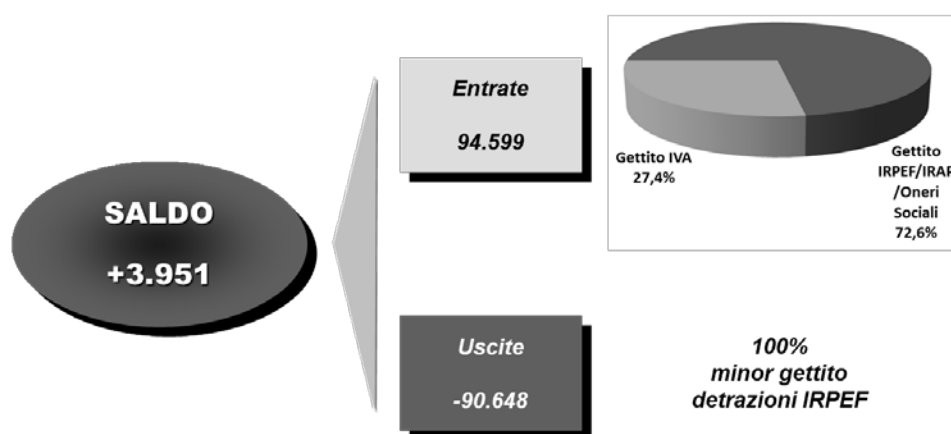 SALDO
+3.951
Entrate
94.599
Gettito IVA
27,4%
Gettito
IRPEF/IRAP
/Oneri
Sociali
72,6%
Uscite
-90.648
100%
minor gettito
detrazioni IRPEF